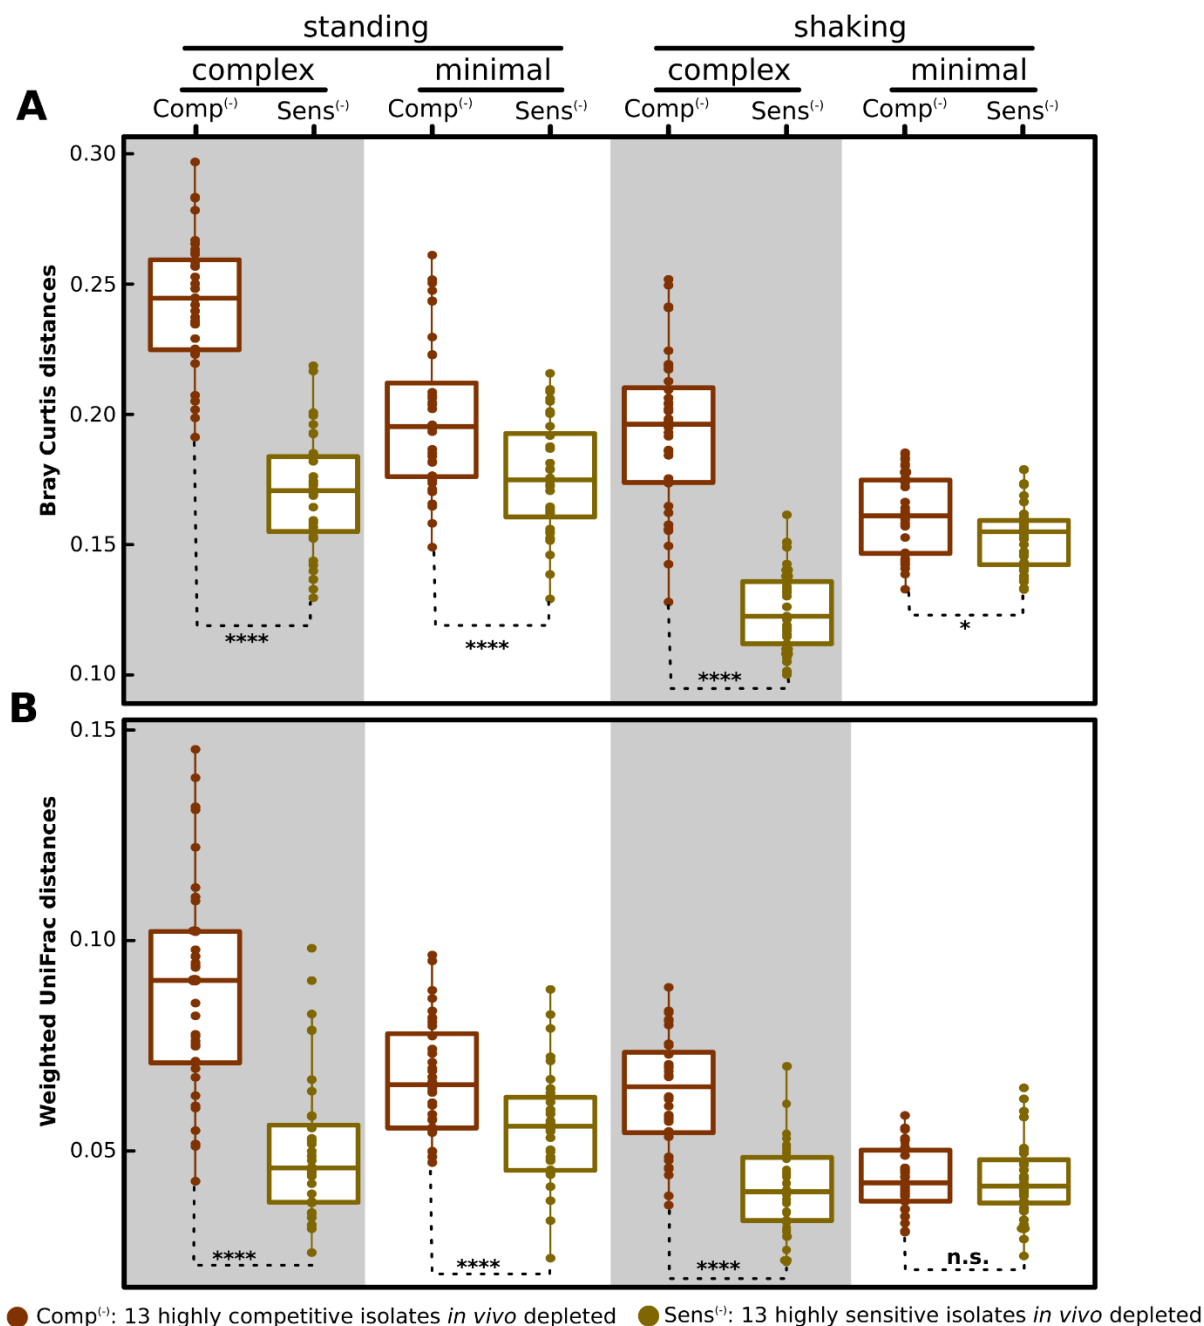 standing shaking
complex minimal complex minimal
A Comp(-) Sens(-) Comp(-) Sens(-) Comp(-) Sens(-) Comp(-) Sens(-)
Bray Curtis distances
0.30
0.25
0.20
0.15
0.10
**** **** **** *
B
Weighted UniFrac distances
0.15
0.10
0.05
**** **** **** n.s.
Comp(-): 13 highly competitive isolates in vivo depleted Sens(-): 13 highly sensitive isolates in vivo depleted